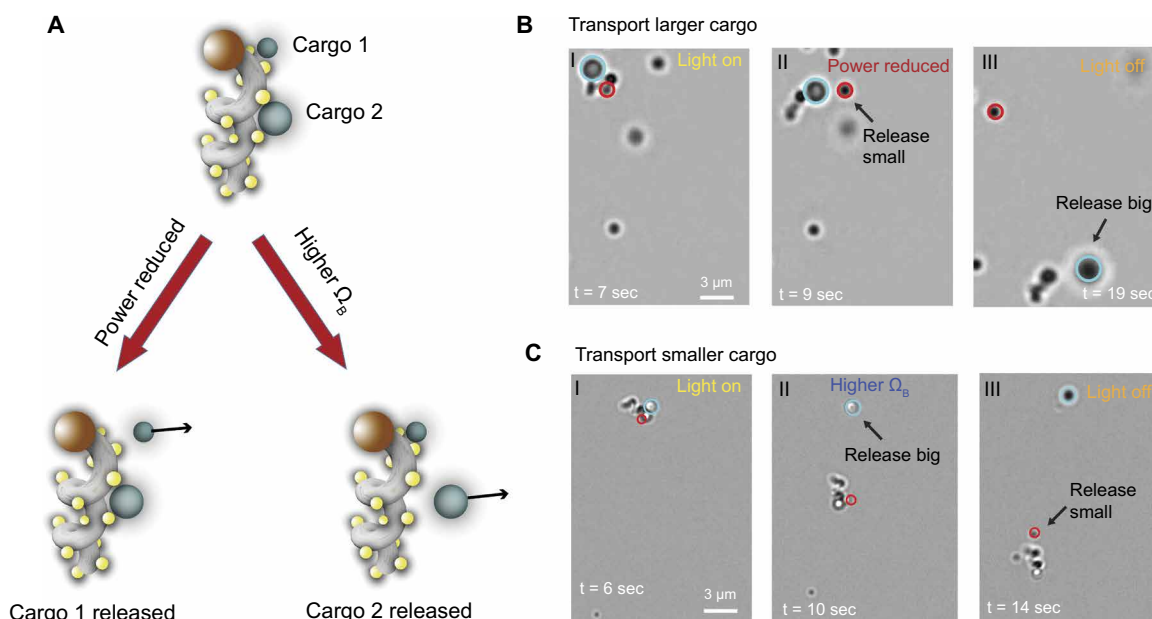 A
Cargo 1
Cargo 2
Power reduced
Higher Ω_B
Cargo 1 released
Cargo 2 released
B Transport larger cargo
I
Light on
t = 7 sec
3 μm
II
Power reduced
Release
small
t = 9 sec
III
Light off
Release big
t = 19 sec
C Transport smaller cargo
I
Light on
t = 6 sec
3 μm
II
Higher Ω_B
Release big
t = 10 sec
III
Light off
Release
small
t = 14 sec